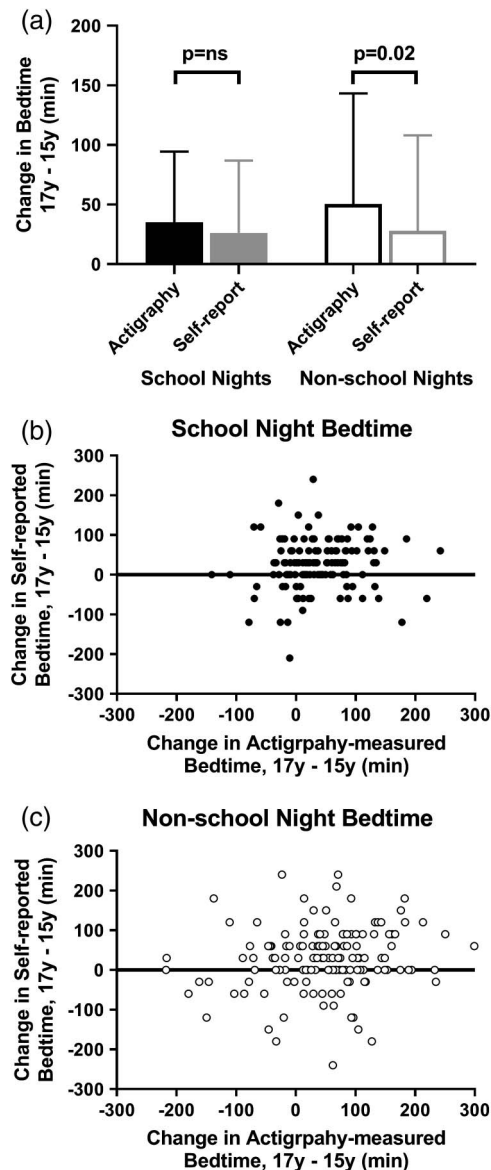 (a)
Change in Bedtime
17y - 15y (min)
200
150
100
50
0
p=ns
p=0.02
Actigraphy
Self-report
Actigraphy
Self-report
School Nights
Non-school Nights
(b)
School Night Bedtime
Change in Self-reported
Bedtime, 17y - 15y (min)
300
200
100
0
-100
-200
-300
-300 -200 -100 0 100 200 300
Change in Actigrpahy-measured
Bedtime, 17y - 15y (min)
(c)
Non-school Night Bedtime
Change in Self-reported
Bedtime, 17y - 15y (min)
300
200
100
0
-100
-200
-300
-300 -200 -100 0 100 200 300
Change in Actigrpahy-measured
Bedtime, 17y - 15y (min)